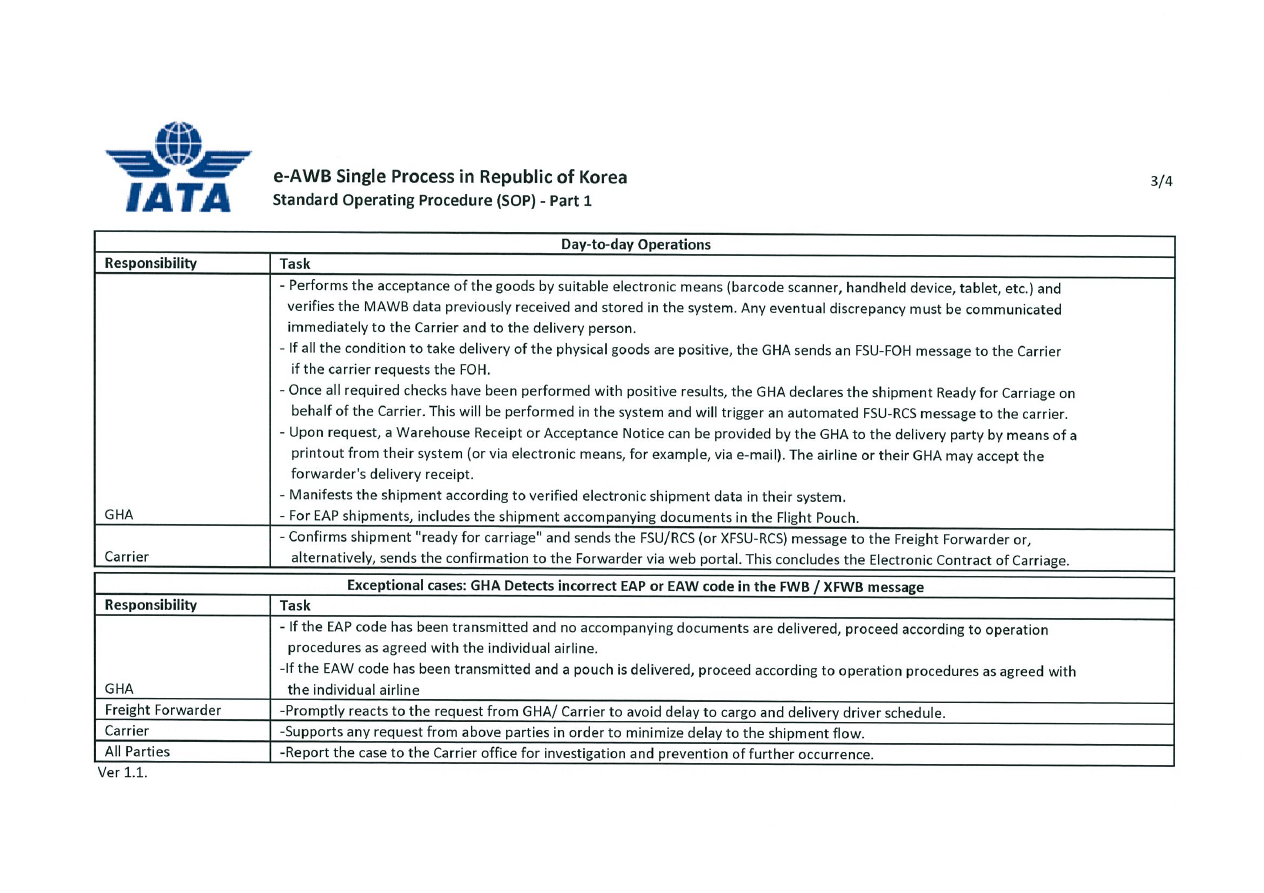 IATA
e-AWB Single Process in Republic of Korea
3/4
Standard Operating Procedure (SOP) - Part 1
Day-to-day Operations
Responsibility Task
- Performs the acceptance of the goods by suitable electronic means (barcode scanner, handheld device, tablet, etc.) and
verifies the MAWB data previously received and stored in the system. Any eventual discrepancy must be communicated
immediately to the Carrier and to the delivery person.
- If all the condition to take delivery of the physical goods are positive, the GHA sends an FSU-FOH message to the Carrier
if the carrier requests the FOH.
- Once all required checks have been performed with positive results, the GHA declares the shipment Ready for Carriage on
behalf of the Carrier. This will be performed in the system and will trigger an automated FSU-RCS message to the carrier.
- Upon request, a Warehouse Receipt or Acceptance Notice can be provided by the GHA to the delivery party by means of a
printout from their system (or via electronic means, for example, via e-mail). The airline or their GHA may accept the
forwarder's delivery receipt.
- Manifests the shipment according to verified electronic shipment data in their system.
GHA - For EAP shipments, includes the shipment accompanying documents in the Flight Pouch.
- Confirms shipment "ready for carriage" and sends the FSU/RCS (or XFSU-RCS) message to the Freight Forwarder or,
Carrier alternatively, sends the confirmation to the Forwarder via web portal. This concludes the Electronic Contract of Carriage.
Exceptional cases: GHA Detects incorrect EAP or EAW code in the FWB / XFWB message
Responsibility Task
- If the EAP code has been transmitted and no accompanying documents are delivered, proceed according to operation
procedures as agreed with the individual airline.
-If the EAW code has been transmitted and a pouch is delivered, proceed according to operation procedures as agreed with
GHA the individual airline
Freight Forwarder -Promptly reacts to the request from GHA/ Carrier to avoid delay to cargo and delivery driver schedule.
Carrier -Supports any request from above parties in order to minimize delay to the shipment flow.
All Parties -Report the case to the Carrier office for investigation and prevention of further occurrence.
Ver 1.1.